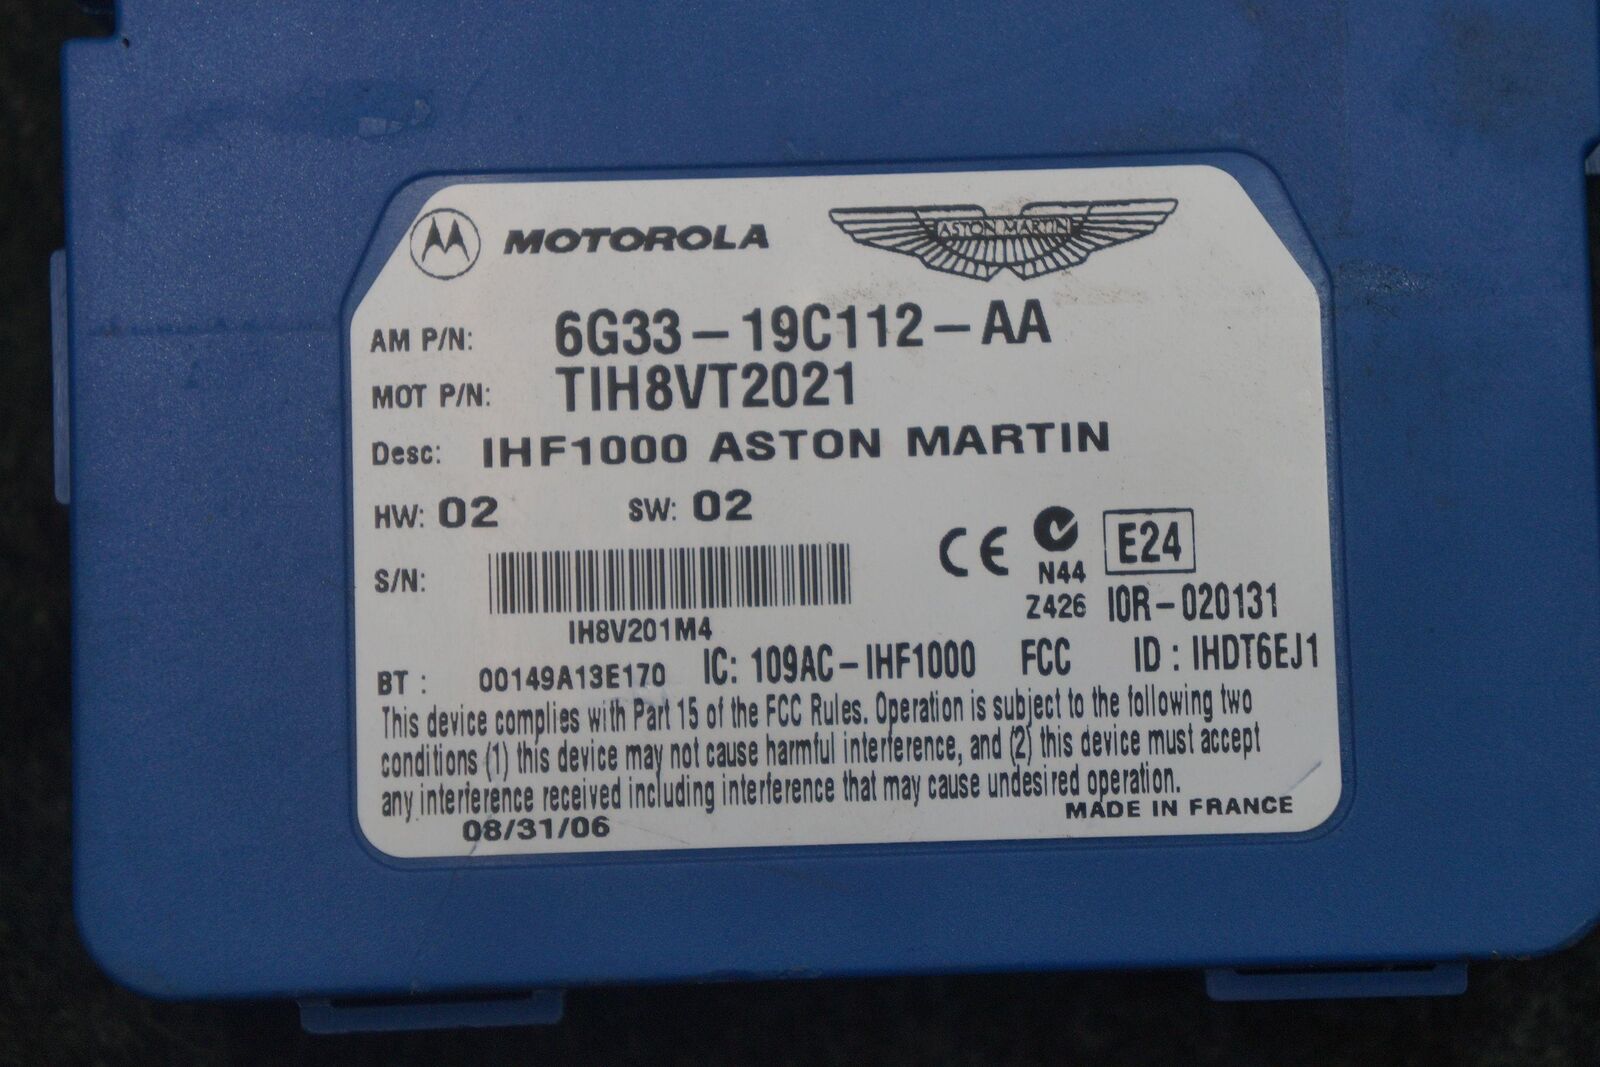 MOTOROLA
ASTON MARTIN
AM P/N: 6G33-19C112-AA
MOT P/N: TIH8VT2021
Desc: IHF1000 ASTON MARTIN
HW: 02 SW: 02
S/N:
IH8V201M4
CE N44 E24
Z426 10R-020131
BT : 00149A13E170 IC: 109AC-IHF1000 FCC ID : IHDT6EJ1
This device complies with Part 15 of the FCC Rules. Operation is subject to the following two
conditions (1) this device may not cause harmful interference, and (2) this device must accept
any interference received including interference that may cause undesired operation.
MADE IN FRANCE
08/31/06